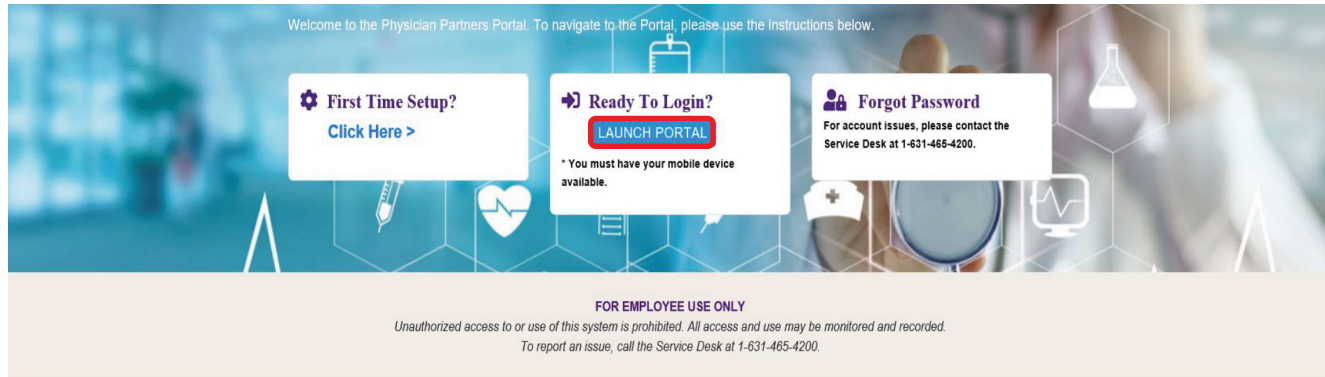 Welcome to the Physician Partners Portal. To navigate to the Portal, please use the instructions below.
First Time Setup?
Click Here >
Ready To Login?
LAUNCH PORTAL
* You must have your mobile device
available.
Forgot Password
For account issues, please contact the
Service Desk at 1-631-465-4200.
FOR EMPLOYEE USE ONLY
Unauthorized access to or use of this system is prohibited. All access and use may be monitored and recorded.
To report an issue, call the Service Desk at 1-631-465-4200.